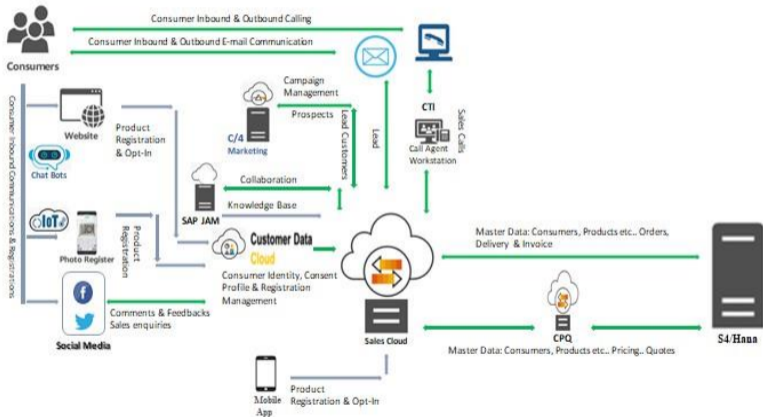 Consumer Inbound & Outbound Calling
Consumer Inbound & Outbound E-mail Communication
Consumers
Consumer Inbound Communications & Registrations
Website
Product
Registration
& Opt-In
Chat Bots
IoT
Photo Register
Product
Registration
Social Media
Comments & Feedbacks
Sales enquiries
Campaign
Management
Prospects
C/4
Marketing
Lead Customers
Lead
CTI
Call Agent
Workstation
Sales Calls
Collaboration
Knowledge Base
SAP JAM
Customer Data
Cloud
Consumer Identity, Consent
Profile & Registration
Management
Sales Cloud
Master Data: Consumers, Products etc.. Orders,
Delivery & Invoice
CPQ
Master Data: Consumers, Products etc.. Pricing.. Quotes
S4/Hana
Mobile
App
Product
Registration & Opt-In